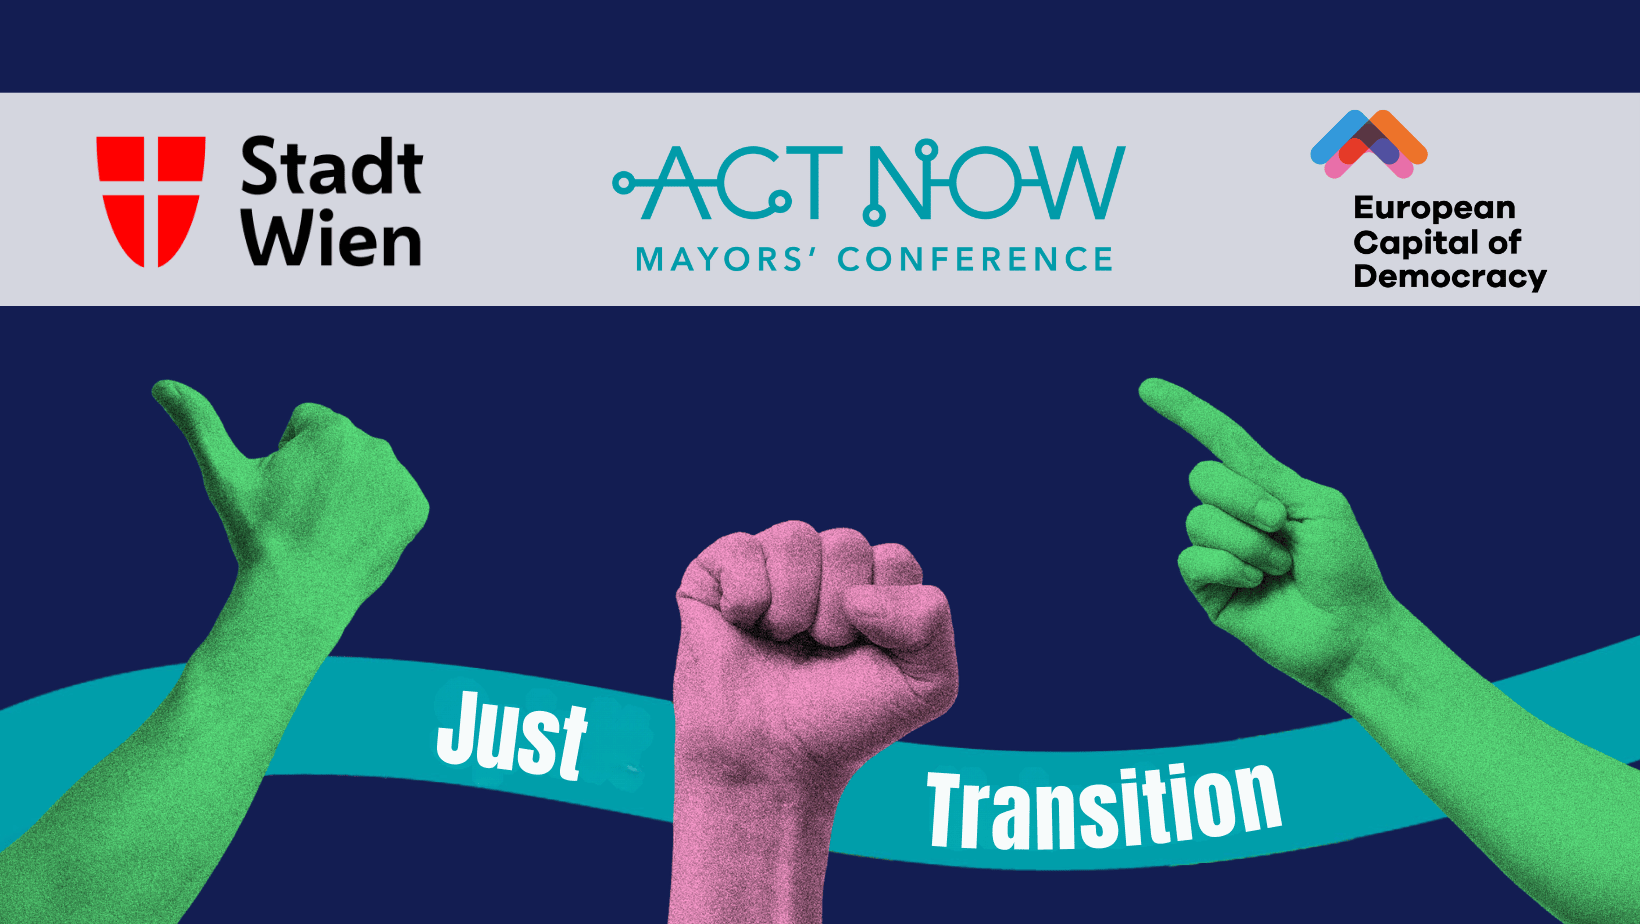 Stadt
Wien
ACT NOW
MAYORS’ CONFERENCE
European
Capital of
Democracy
Just
Transition